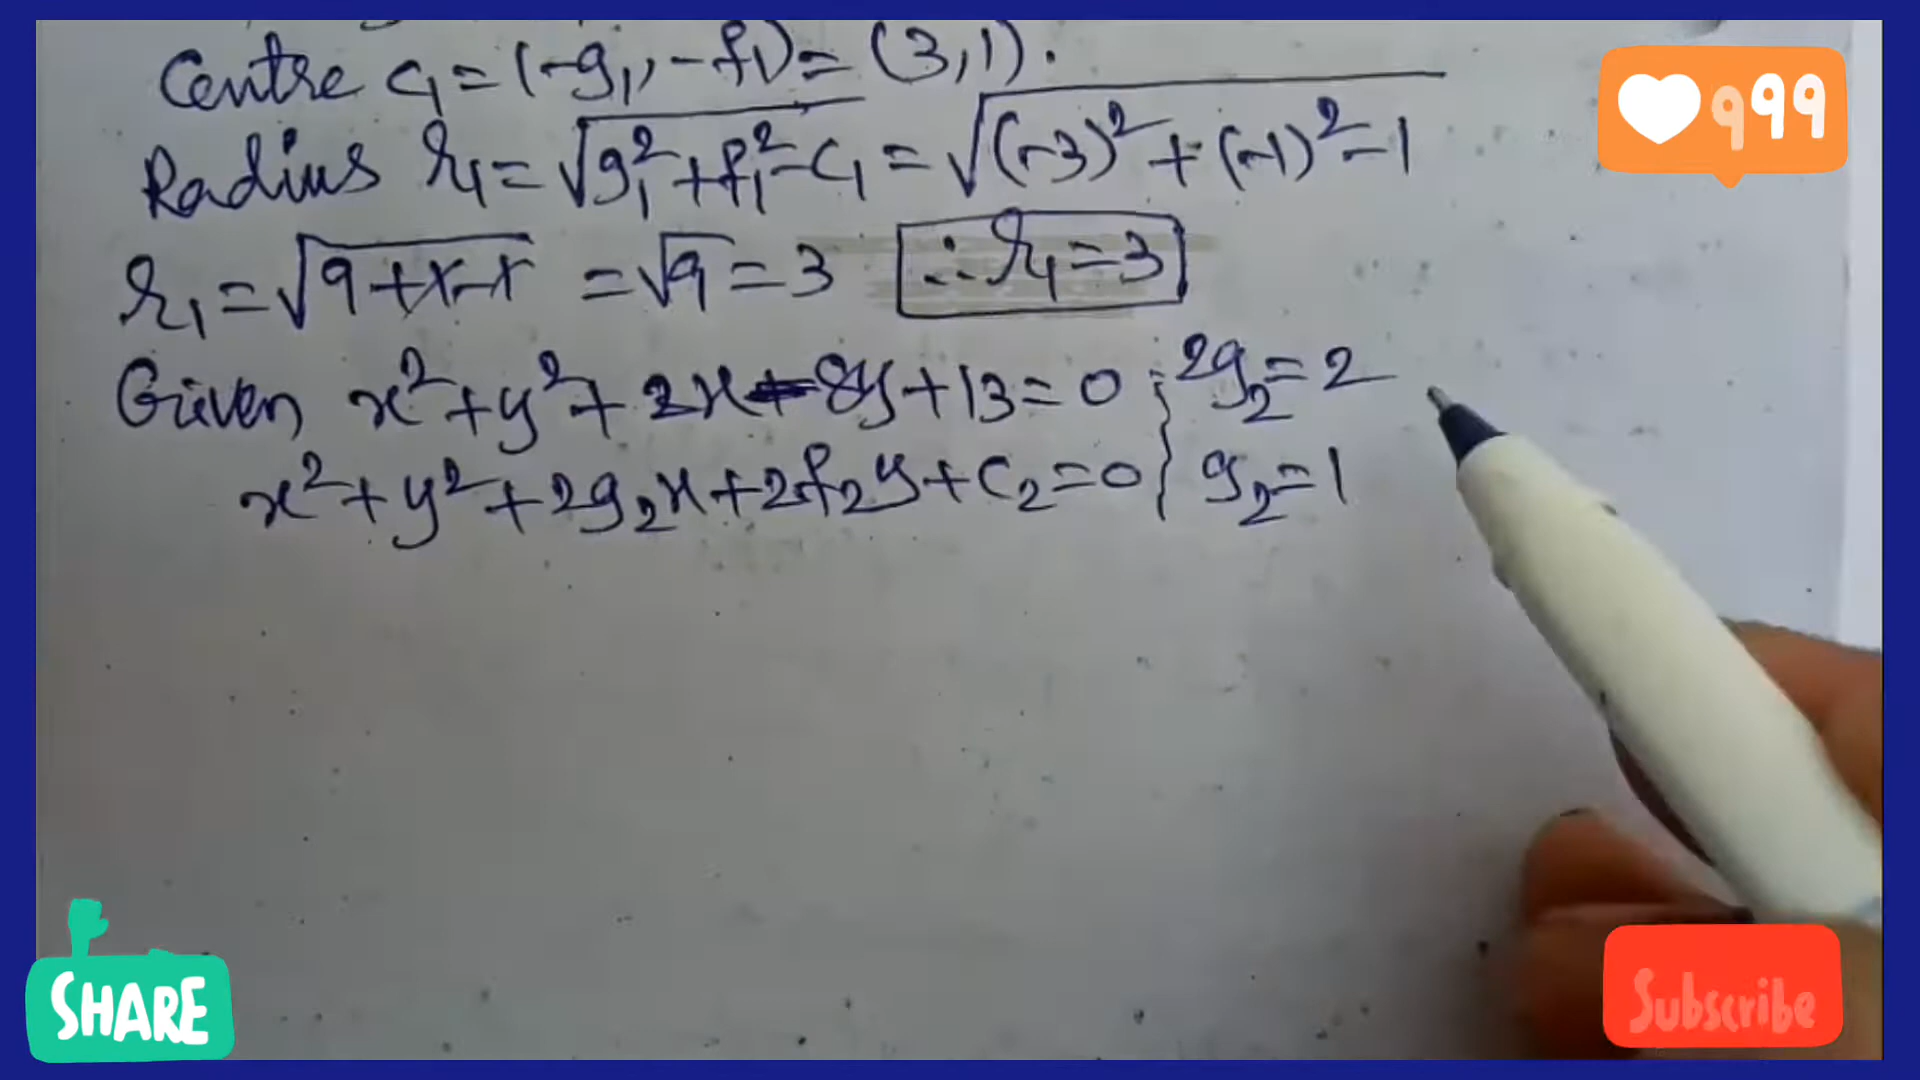 Centre C₁ = (-g₁, -f₁) = (3, 1).
Radius r₁ = √(g₁² + f₁² - C₁) = √((-3)² + (-1)² - 1)
r₁ = √(9 + 1 - 1) = √9 = 3 ∴ r₁ = 3
Given x² + y² + 2x - 8y + 13 = 0 ; 2g₂ = 2
x² + y² + 2g₂x + 2f₂y + C₂ = 0 } g₂ = 1
999
SHARE
Subscribe